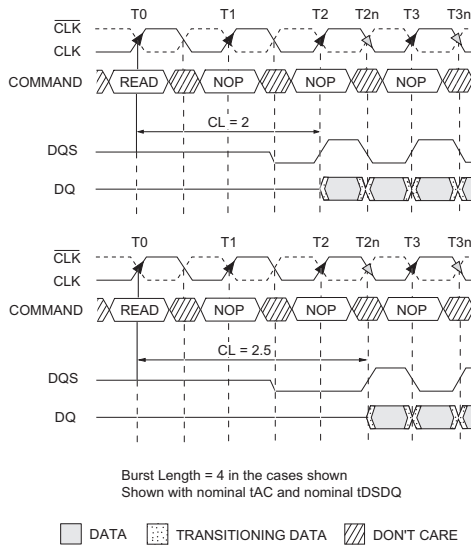 T0 T1 T2 T2n T3 T3n
CLK
CLK
COMMAND READ NOP NOP NOP
CL = 2
DQS
DQ
T0 T1 T2 T2n T3 T3n
CLK
CLK
COMMAND READ NOP NOP NOP
CL = 2.5
DQS
DQ
Burst Length = 4 in the cases shown
Shown with nominal tAC and nominal tDSDQ
DATA TRANSITIONING DATA DON'T CARE